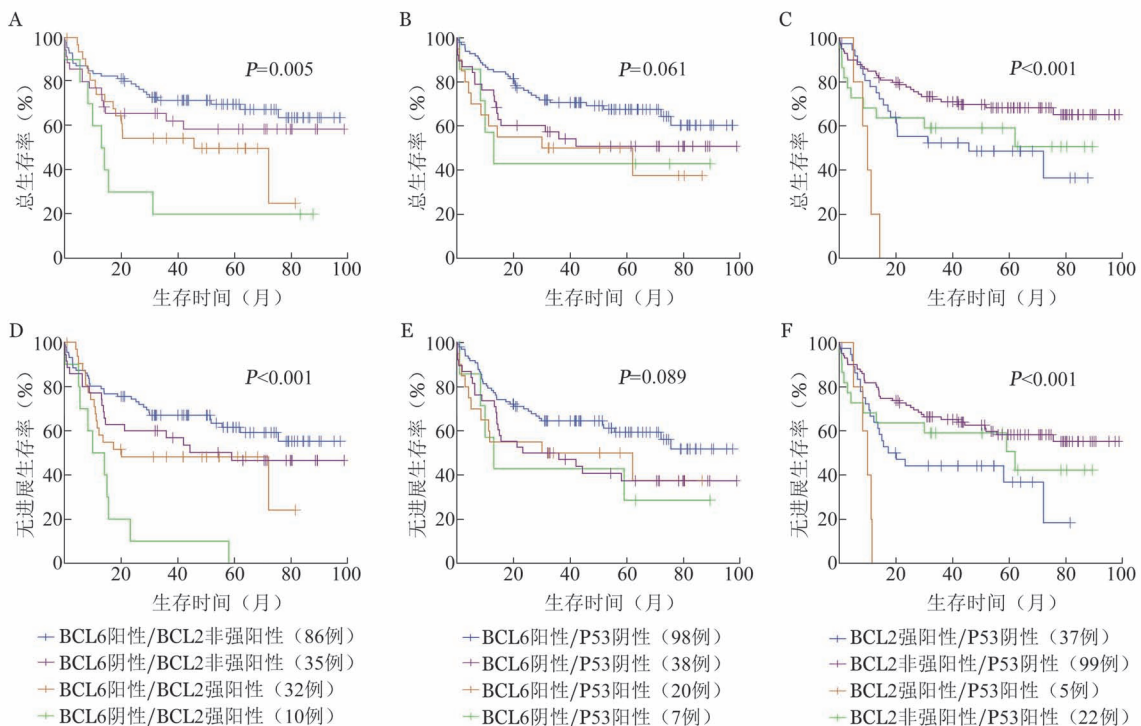 A
B
C
100
80
60
40
20
0
总生存率（%）
P=0.005
20 40 60 80 100
生存时间（月）
100
80
60
40
20
0
总生存率（%）
P=0.061
20 40 60 80 100
生存时间（月）
100
80
60
40
20
0
总生存率（%）
P<0.001
20 40 60 80 100
生存时间（月）
D
E
F
100
80
60
40
20
0
无进展生存率（%）
P<0.001
20 40 60 80 100
生存时间（月）
100
80
60
40
20
0
无进展生存率（%）
P=0.089
20 40 60 80 100
生存时间（月）
100
80
60
40
20
0
无进展生存率（%）
P<0.001
20 40 60 80 100
生存时间（月）
BCL6阳性/BCL2非强阳性（86例）
BCL6阴性/BCL2非强阳性（35例）
BCL6阳性/BCL2强阳性（32例）
BCL6阴性/BCL2强阳性（10例）
BCL6阳性/P53阴性（98例）
BCL6阴性/P53阴性（38例）
BCL6阳性/P53阳性（20例）
BCL6阴性/P53阳性（7例）
BCL2强阳性/P53阴性（37例）
BCL2非强阳性/P53阴性（99例）
BCL2强阳性/P53阳性（5例）
BCL2非强阳性/P53阳性（22例）